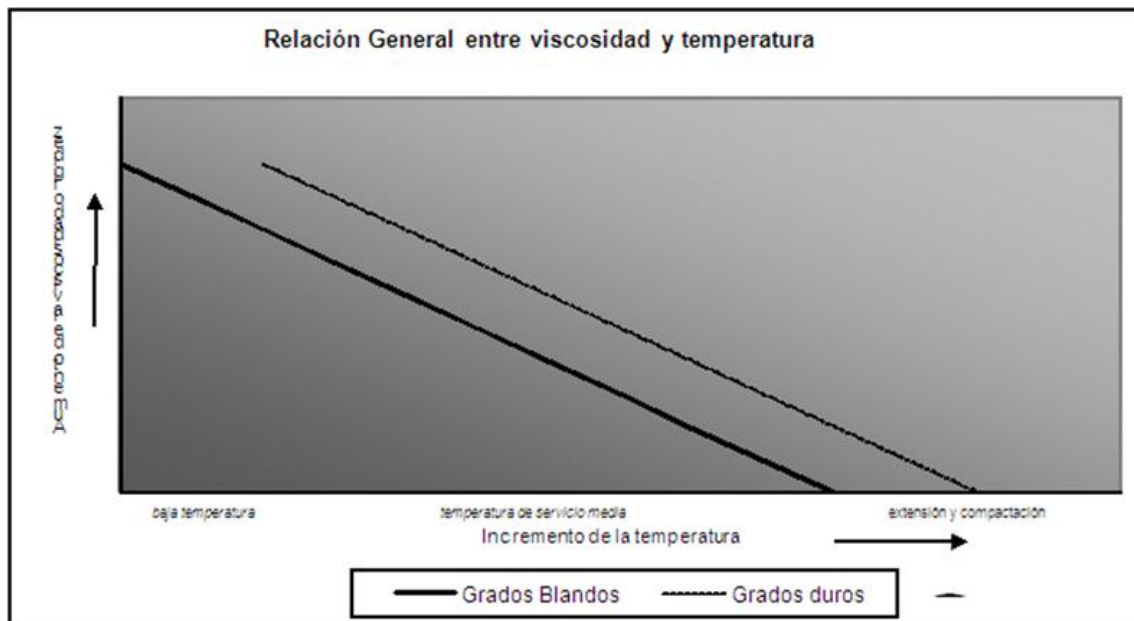 Relación General entre viscosidad y temperatura
baja temperatura
temperatura de servicio media
extensión y compactación
Incremento de la temperatura
Grados Blandos
Grados duros